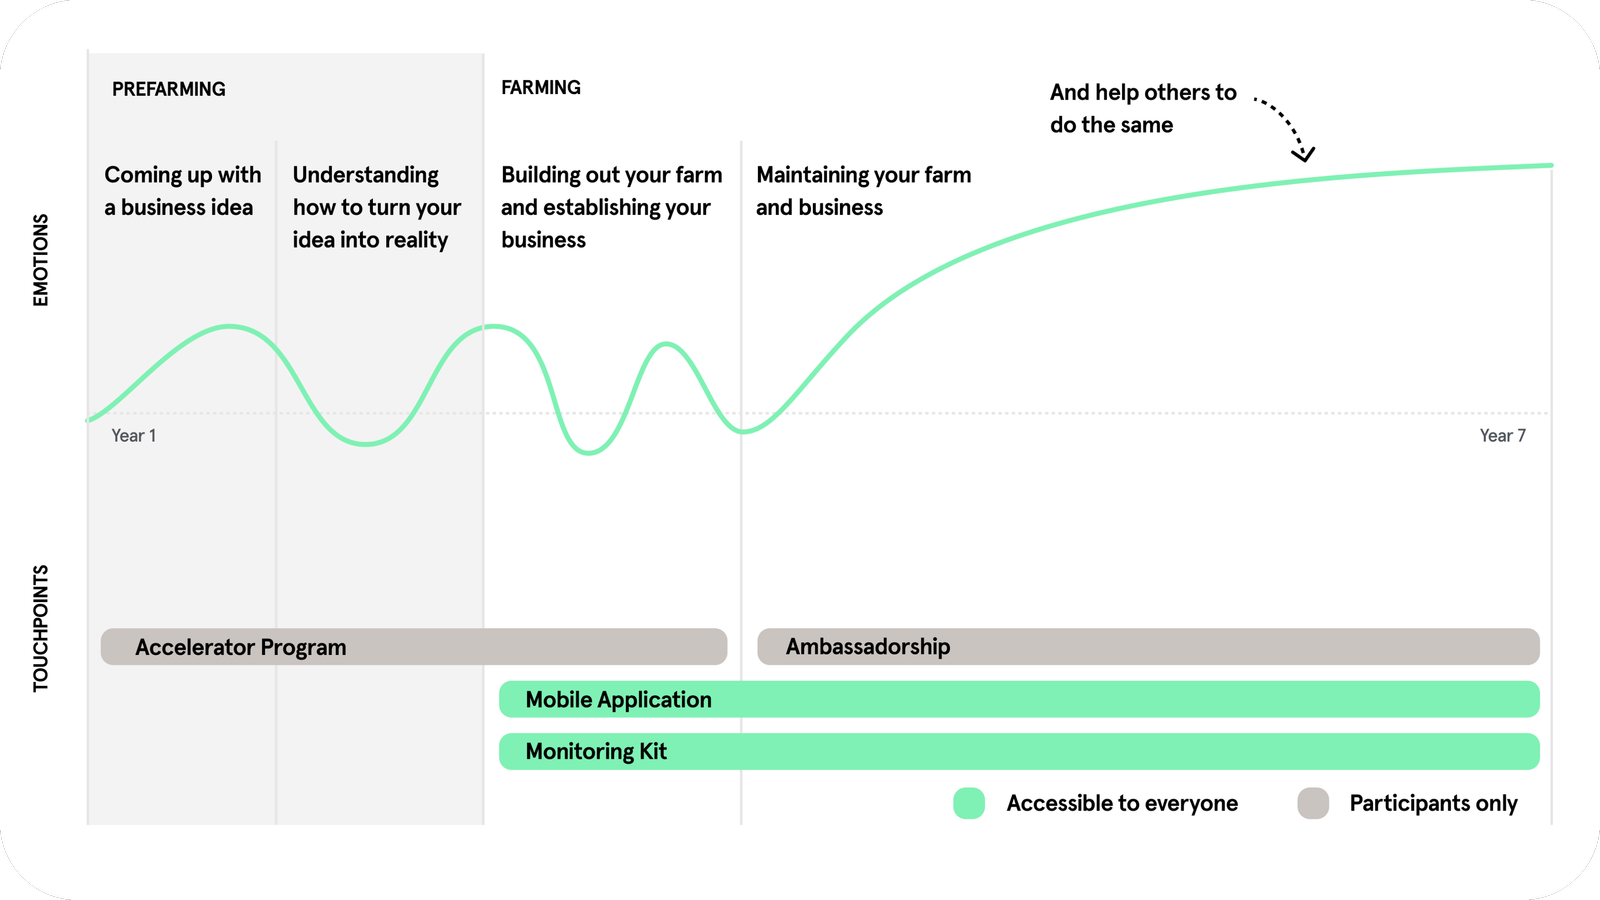 PREFARMING
FARMING
And help others to
do the same
Coming up with
a business idea
Understanding
how to turn your
idea into reality
Building out your farm
and establishing your
business
Maintaining your farm
and business
EMOTIONS
Year 1
Year 7
TOUCHPOINTS
Accelerator Program
Ambassadorship
Mobile Application
Monitoring Kit
Accessible to everyone
Participants only